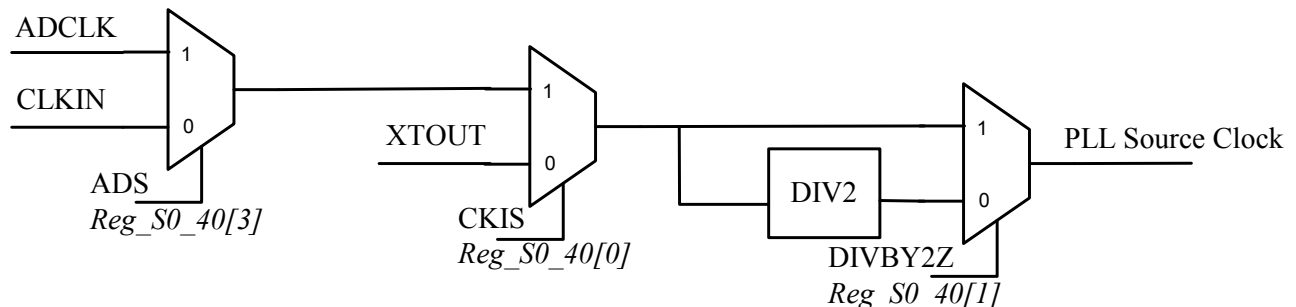 ADCLK
1
CLKIN
0
ADS
Reg_S0_40[3]
1
XTOUT
0
CKIS
Reg_S0_40[0]
1
PLL Source Clock
DIV2
0
DIVBY2Z
Reg_S0_40[1]